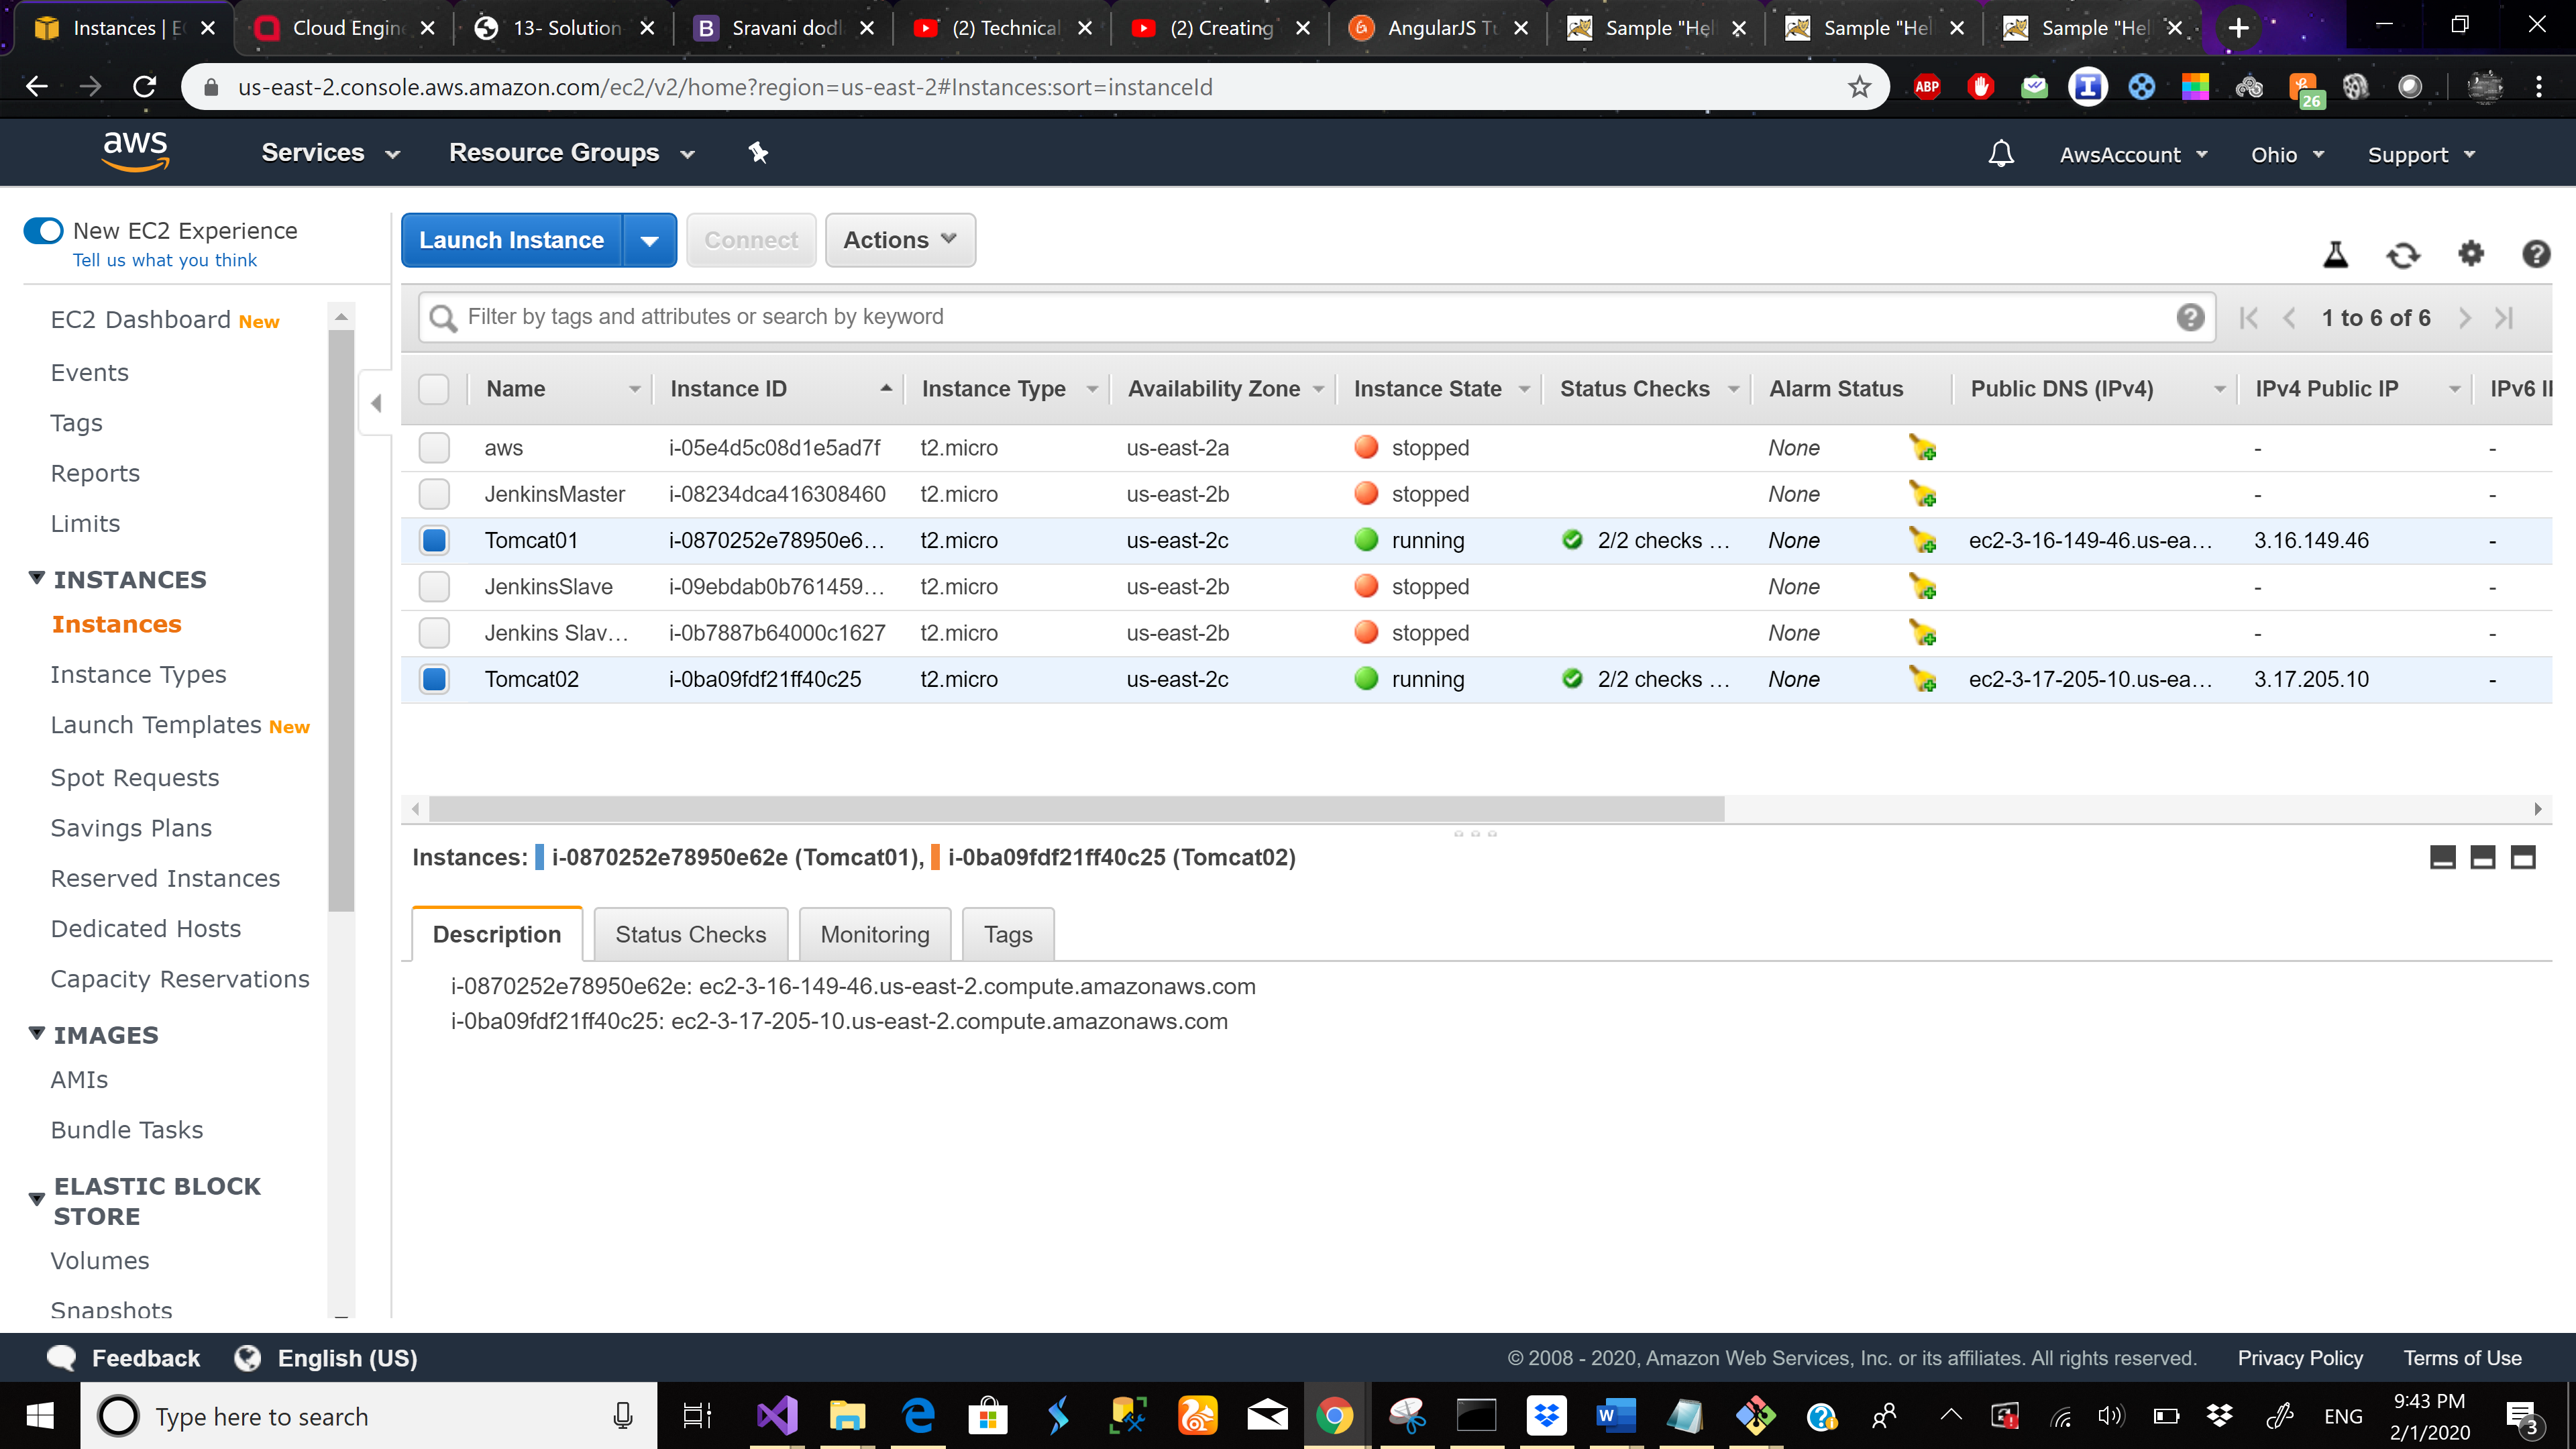 Instances | E
Cloud Engin
13- Solution
Sravani dodl
(2) Technical
(2) Creating
AngularJS Tu
Sample "Hel
Sample "Hel
Sample "Hel
us-east-2.console.aws.amazon.com/ec2/v2/home?region=us-east-2#Instances:sort=instanceId
ABP
26
aws
Services
Resource Groups
AwsAccount
Ohio
Support
New EC2 Experience
Tell us what you think
EC2 Dashboard New
Events
Tags
Reports
Limits
INSTANCES
Instances
Instance Types
Launch Templates New
Spot Requests
Savings Plans
Reserved Instances
Dedicated Hosts
Capacity Reservations
IMAGES
AMIs
Bundle Tasks
ELASTIC BLOCK
STORE
Volumes
Snapshots
Launch Instance
Connect
Actions
Filter by tags and attributes or search by keyword
1 to 6 of 6
Name Instance ID Instance Type Availability Zone Instance State Status Checks Alarm Status Public DNS (IPv4) IPv4 Public IP IPv6 I
aws i-05e4d5c08d1e5ad7f t2.micro us-east-2a stopped None - -
JenkinsMaster i-08234dca416308460 t2.micro us-east-2b stopped None - -
Tomcat01 i-0870252e78950e6... t2.micro us-east-2c running 2/2 checks ... None ec2-3-16-149-46.us-ea... 3.16.149.46 -
JenkinsSlave i-09ebdab0b761459... t2.micro us-east-2b stopped None - -
Jenkins Slav... i-0b7887b64000c1627 t2.micro us-east-2b stopped None - -
Tomcat02 i-0ba09fdf21ff40c25 t2.micro us-east-2c running 2/2 checks ... None ec2-3-17-205-10.us-ea... 3.17.205.10 -
Instances: i-0870252e78950e62e (Tomcat01), i-0ba09fdf21ff40c25 (Tomcat02)
Description
Status Checks
Monitoring
Tags
i-0870252e78950e62e: ec2-3-16-149-46.us-east-2.compute.amazonaws.com
i-0ba09fdf21ff40c25: ec2-3-17-205-10.us-east-2.compute.amazonaws.com
Feedback
English (US)
© 2008 - 2020, Amazon Web Services, Inc. or its affiliates. All rights reserved.
Privacy Policy
Terms of Use
Type here to search
ENG
9:43 PM
2/1/2020
3